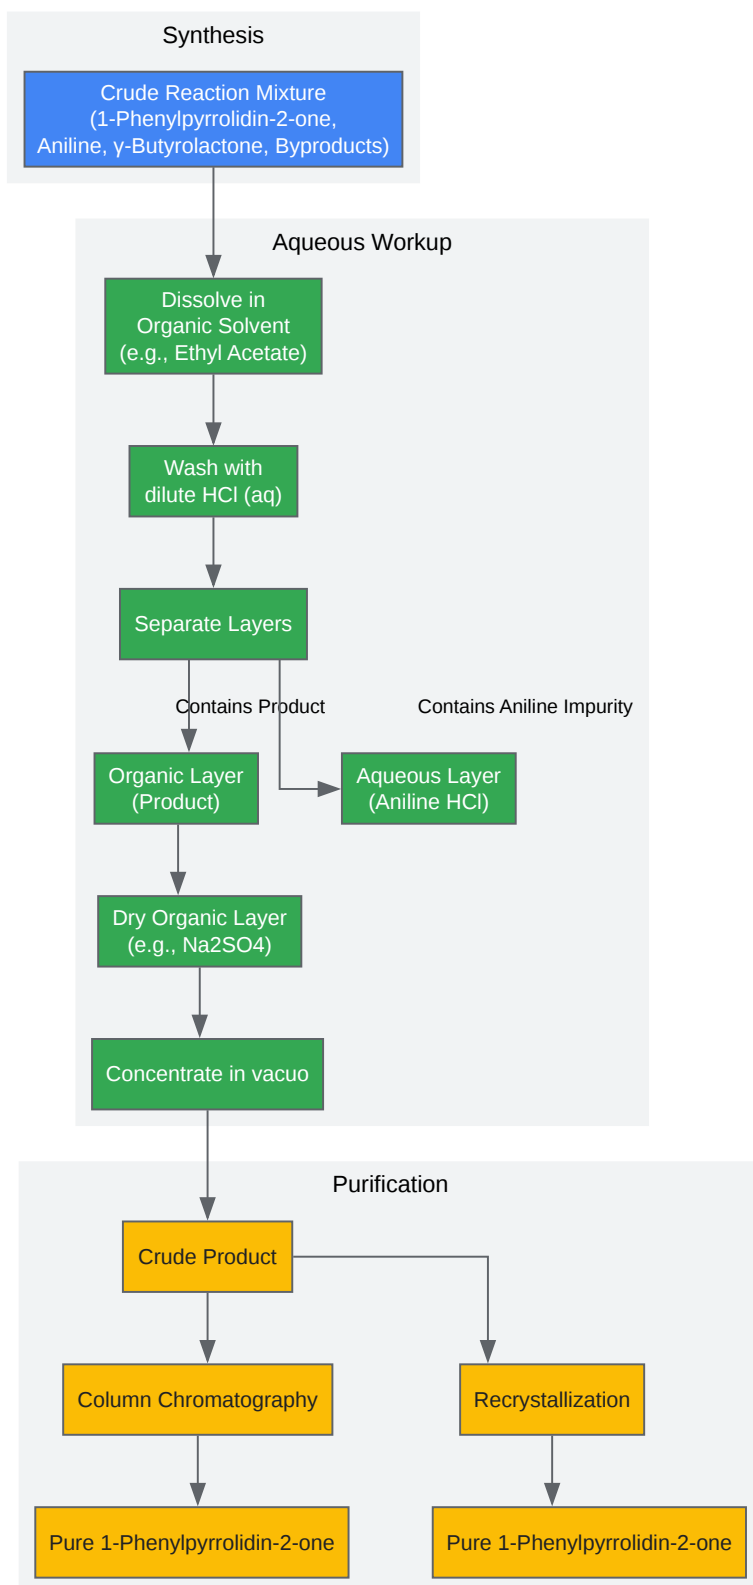 Synthesis
Crude Reaction Mixture
(1-Phenylpyrrolidin-2-one,
Aniline, γ-Butyrolactone, Byproducts)
Aqueous Workup
Dissolve in
Organic Solvent
(e.g., Ethyl Acetate)
Wash with
dilute HCl (aq)
Separate Layers
Contains Product
Contains Aniline Impurity
Organic Layer
(Product)
Aqueous Layer
(Aniline HCl)
Dry Organic Layer
(e.g., Na2SO4)
Concentrate in vacuo
Purification
Crude Product
Column Chromatography
Recrystallization
Pure 1-Phenylpyrrolidin-2-one
Pure 1-Phenylpyrrolidin-2-one